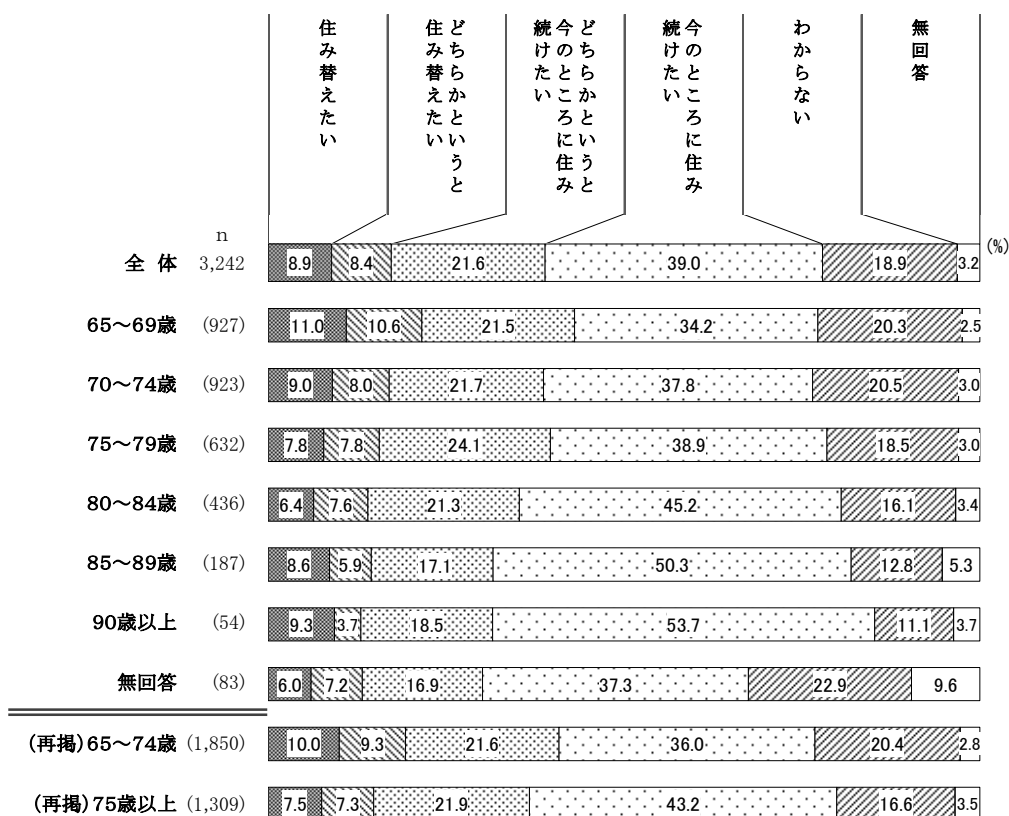 住み替えたい
どちらかというと
住み替えたい
どちらかというと
今のところに住み
続けたい
今のところに住み
続けたい
わからない
無回答
n
(%)
全 体 3,242 8.9 8.4 21.6 39.0 18.9 3.2
65～69歳 (927) 11.0 10.6 21.5 34.2 20.3 2.5
70～74歳 (923) 9.0 8.0 21.7 37.8 20.5 3.0
75～79歳 (632) 7.8 7.8 24.1 38.9 18.5 3.0
80～84歳 (436) 6.4 7.6 21.3 45.2 16.1 3.4
85～89歳 (187) 8.6 5.9 17.1 50.3 12.8 5.3
90歳以上 (54) 9.3 3.7 18.5 53.7 11.1 3.7
無回答 (83) 6.0 7.2 16.9 37.3 22.9 9.6
(再掲)65～74歳 (1,850) 10.0 9.3 21.6 36.0 20.4 2.8
(再掲)75歳以上 (1,309) 7.5 7.3 21.9 43.2 16.6 3.5